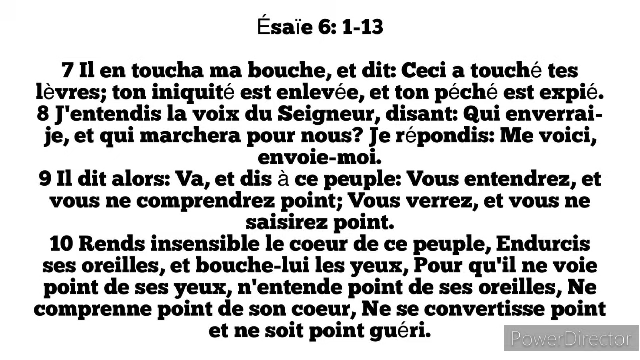 Ésaïe 6: 1-13
7 Il en toucha ma bouche, et dit: Ceci a touché tes
lèvres; ton iniquité est enlevée, et ton péché est expié.
8 J'entendis la voix du Seigneur, disant: Qui enverrai-
je, et qui marchera pour nous? Je répondis: Me voici,
envoie-moi.
9 Il dit alors: Va, et dis à ce peuple: Vous entendrez, et
vous ne comprendrez point; Vous verrez, et vous ne
saisirez point.
10 Rends insensible le coeur de ce peuple, Endurcis
ses oreilles, et bouche-lui les yeux, Pour qu'il ne voie
point de ses yeux, n'entende point de ses oreilles, Ne
comprenne point de son coeur, Ne se convertisse point
et ne soit point guéri.
PowerDirector